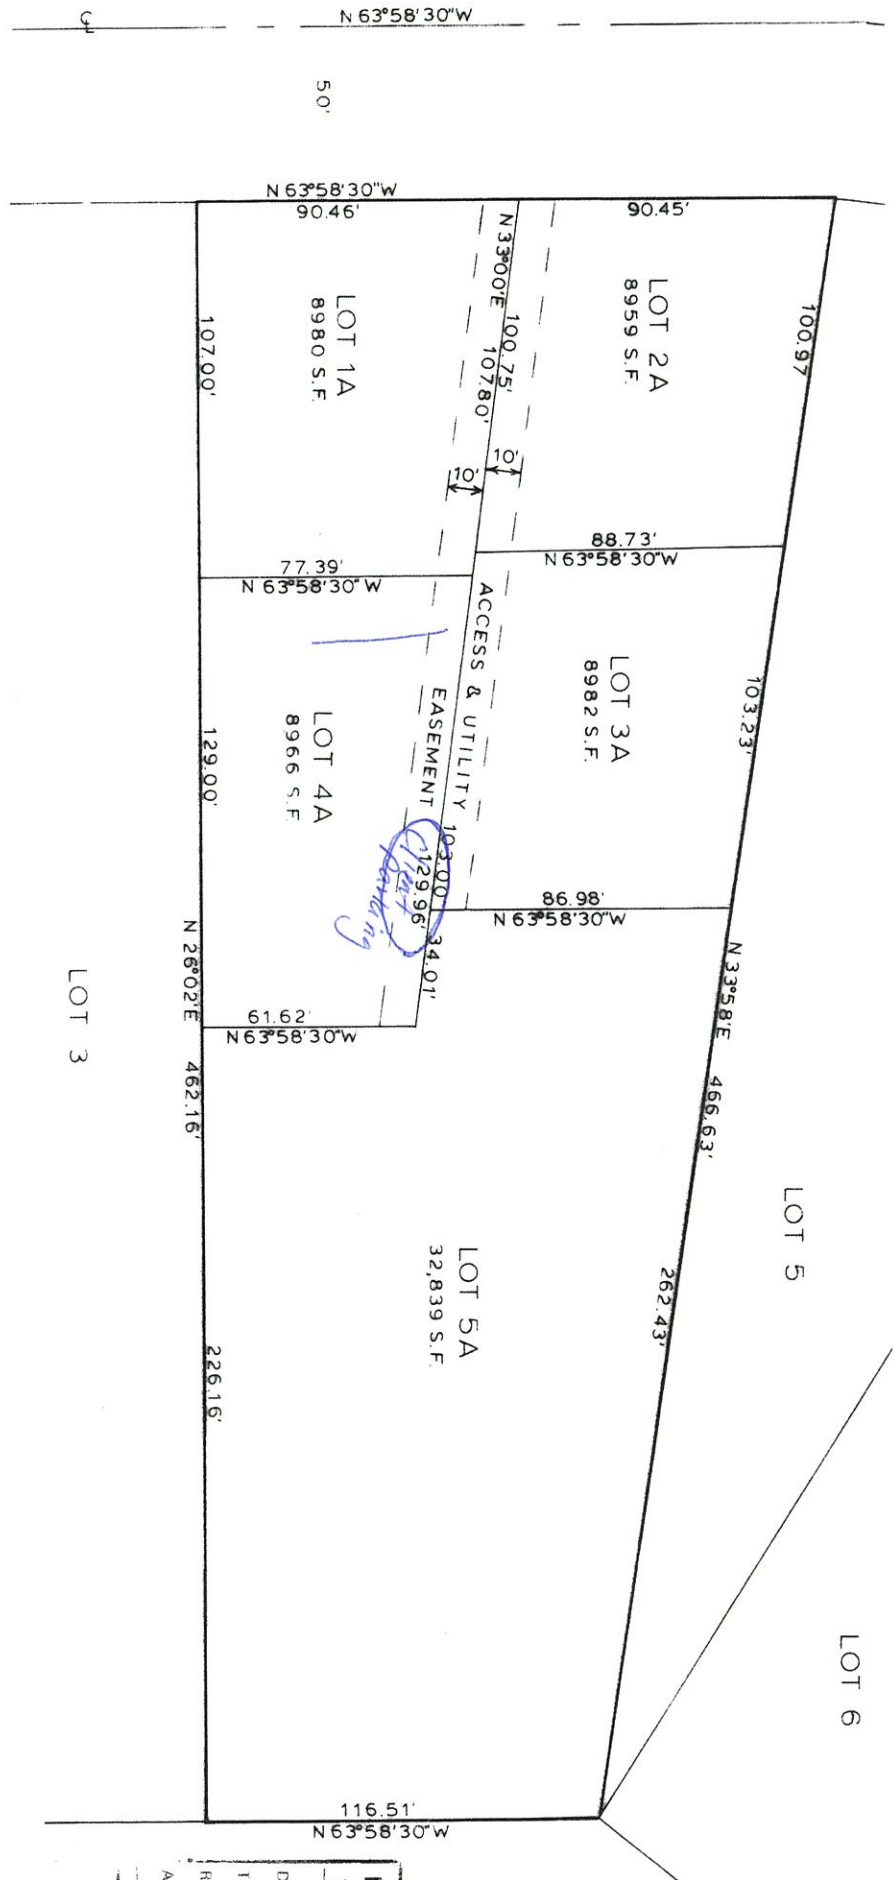 ℄
N 63°58'30"W
50'
N 63°58'30"W
90.46'
90.45'
N 33°00'E
100.75'
107.80'
LOT 1A
8980 S.F.
LOT 2A
8959 S.F.
100.97
107.00'
10'
10'
88.73'
N 63°58'30"W
77.39'
N 63°58'30"W
ACCESS & UTILITY
EASEMENT
LOT 3A
8982 S.F.
103.23'
LOT 4A
8966 S.F.
129.00'
103.00
129.96'
Client
parking
34.01'
86.98'
N 63°58'30"W
61.62'
N 63°58'30"W
N 26°02'E
462.16'
LOT 3
N 33°58'E
466.63'
LOT 5
LOT 5A
32,839 S.F.
262.43'
226.16'
LOT 6
116.51'
N 63°58'30"W